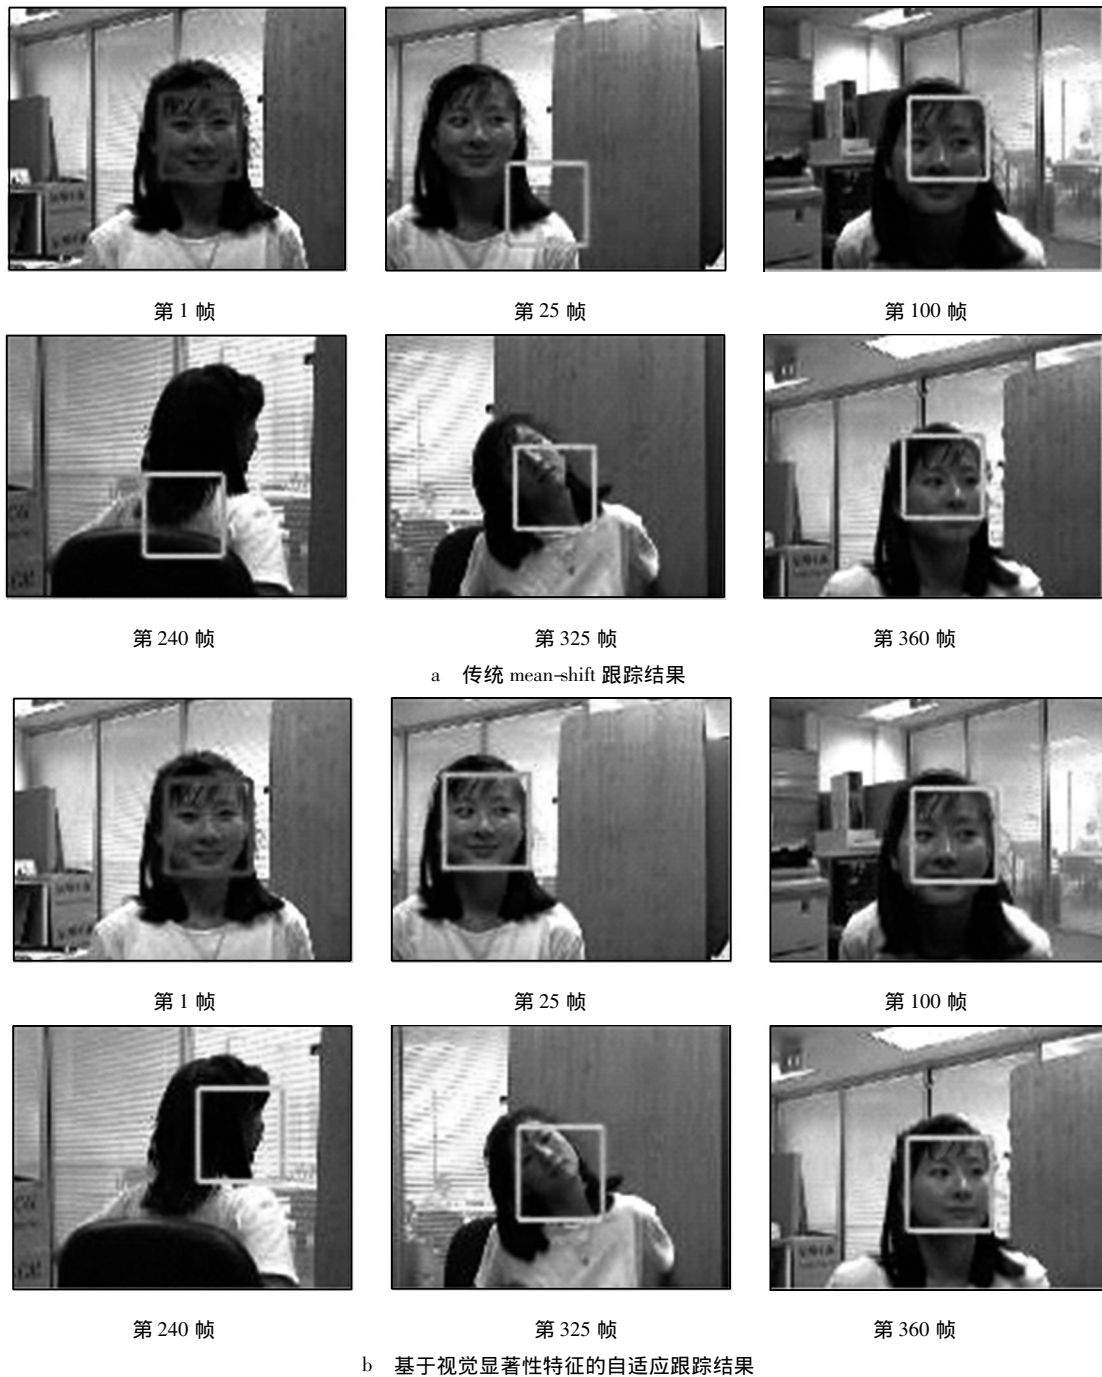 第 1 帧 第 25 帧 第 100 帧
第 240 帧 第 325 帧 第 360 帧
a 传统 mean-shift 跟踪结果
第 1 帧 第 25 帧 第 100 帧
第 240 帧 第 325 帧 第 360 帧
b 基于视觉显著性特征的自适应跟踪结果